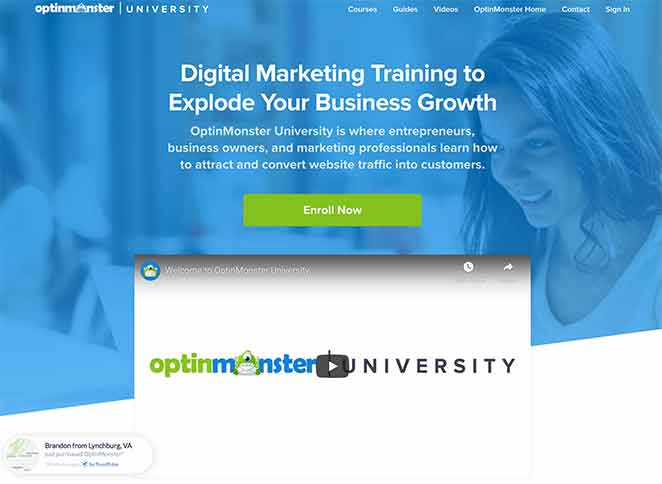 optinmonster | UNIVERSITY
Courses Guides Videos OptinMonster Home Contact Sign In
Digital Marketing Training to
Explode Your Business Growth
OptinMonster University is where entrepreneurs,
business owners, and marketing professionals learn how
to attract and convert website traffic into customers.
Enroll Now
Welcome to OptinMonster University
optinmonster | UNIVERSITY
Brandon from Lynchburg, VA
just purchased OptinMonster!
by TrustPulse